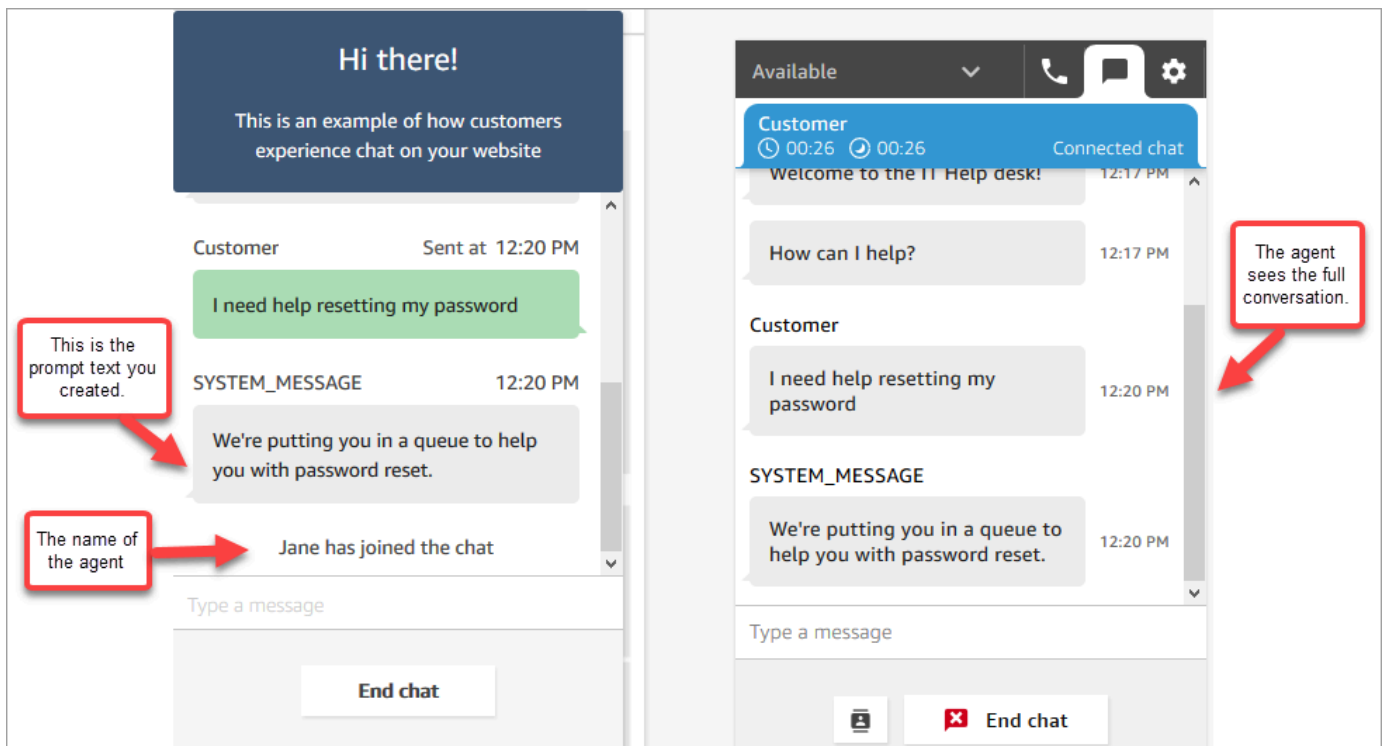 Hi there!
This is an example of how customers
experience chat on your website
Customer Sent at 12:20 PM
I need help resetting my password
SYSTEM_MESSAGE 12:20 PM
We're putting you in a queue to help
you with password reset.
Jane has joined the chat
Type a message
End chat
This is the
prompt text you
created.
The name of
the agent
Available
Customer
00:26 00:26 Connected chat
Welcome to the IT Help desk! 12:17 PM
How can I help? 12:17 PM
Customer
I need help resetting my
password
12:20 PM
SYSTEM_MESSAGE
We're putting you in a queue to
help you with password reset.
12:20 PM
Type a message
End chat
The agent
sees the full
conversation.